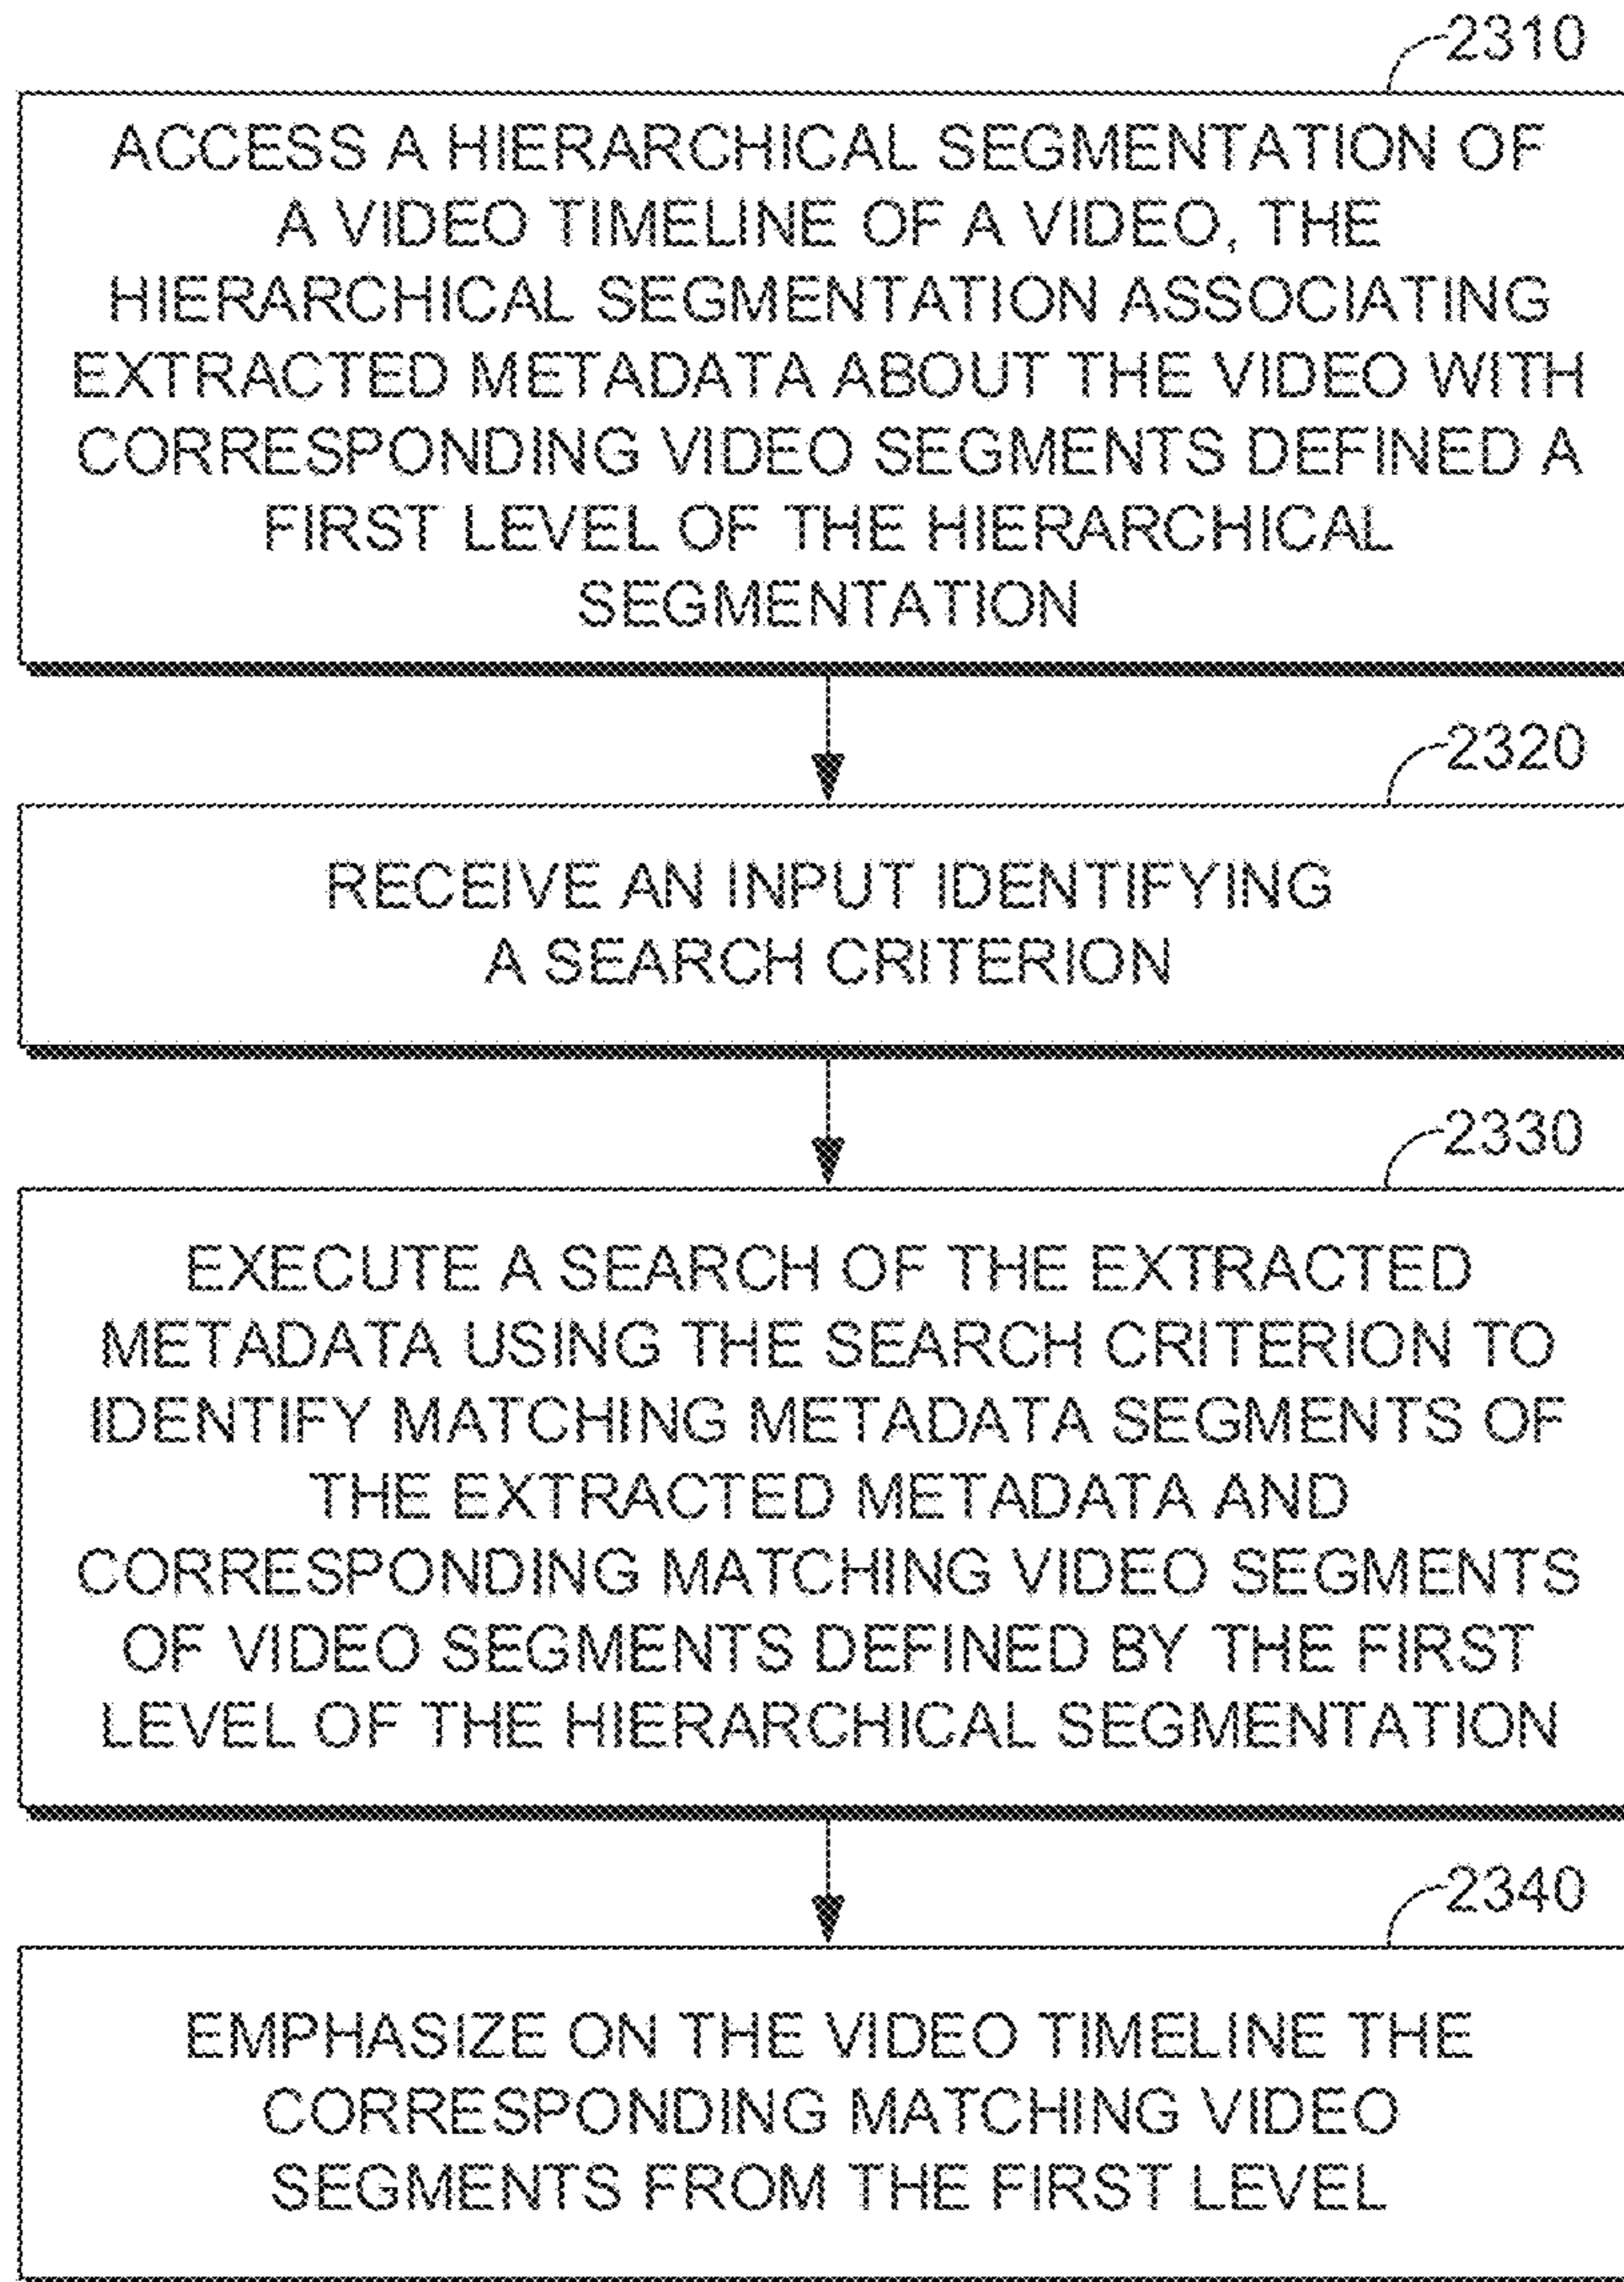 2310
ACCESS A HIERARCHICAL SEGMENTATION OF
A VIDEO TIMELINE OF A VIDEO, THE
HIERARCHICAL SEGMENTATION ASSOCIATING
EXTRACTED METADATA ABOUT THE VIDEO WITH
CORRESPONDING VIDEO SEGMENTS DEFINED A
FIRST LEVEL OF THE HIERARCHICAL
SEGMENTATION
2320
RECEIVE AN INPUT IDENTIFYING
A SEARCH CRITERION
2330
EXECUTE A SEARCH OF THE EXTRACTED
METADATA USING THE SEARCH CRITERION TO
IDENTIFY MATCHING METADATA SEGMENTS OF
THE EXTRACTED METADATA AND
CORRESPONDING MATCHING VIDEO SEGMENTS
OF VIDEO SEGMENTS DEFINED BY THE FIRST
LEVEL OF THE HIERARCHICAL SEGMENTATION
2340
EMPHASIZE ON THE VIDEO TIMELINE THE
CORRESPONDING MATCHING VIDEO
SEGMENTS FROM THE FIRST LEVEL